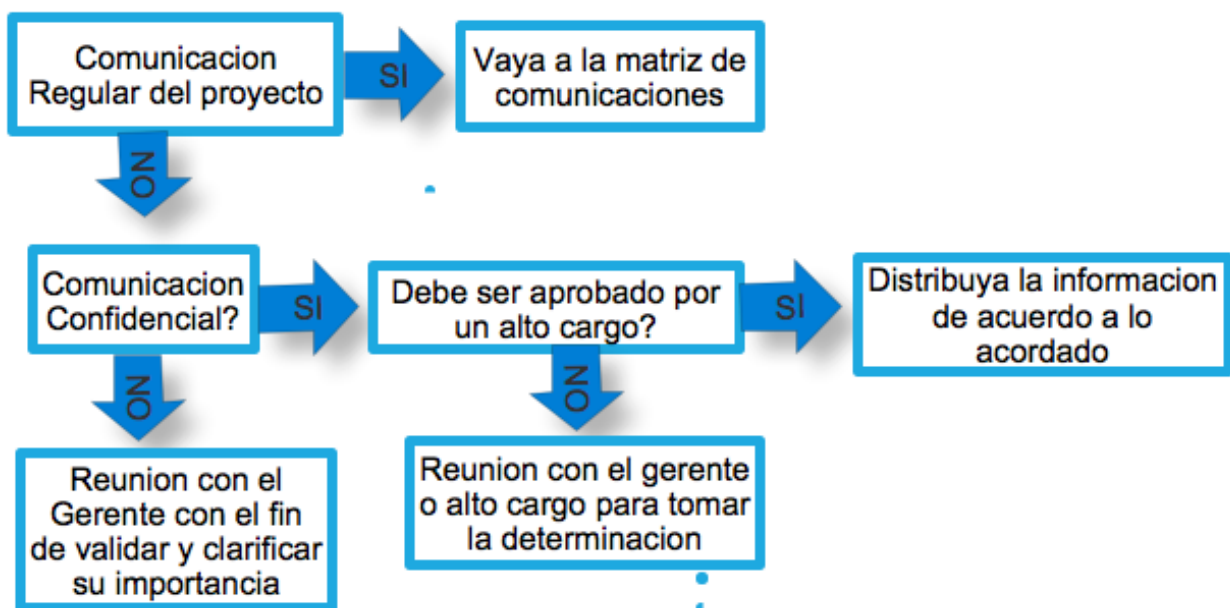 Comunicacion
Regular del proyecto
SI
Vaya a la matriz de
comunicaciones
NO
Comunicacion
Confidencial?
SI
Debe ser aprobado por
un alto cargo?
SI
Distribuya la informacion
de acuerdo a lo
acordado
NO
NO
Reunion con el
Gerente con el fin
de validar y clarificar
su importancia
Reunion con el gerente
o alto cargo para tomar
la determinacion